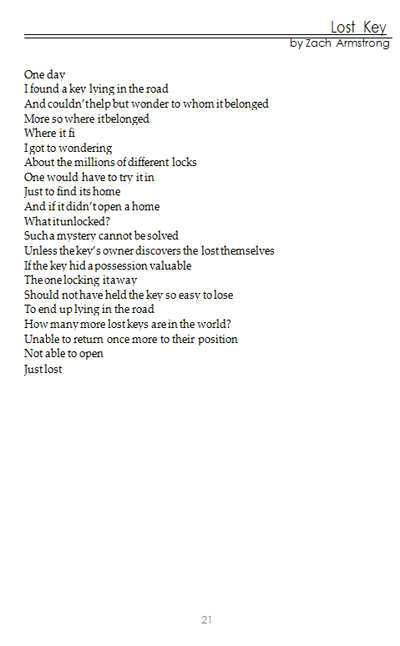 Lost Key
by Zach Armstrong
One day
I found a key lying in the road
And couldn't help but wonder to whom it belonged
More so where it belonged
Where it fi
I got to wondering
About the millions of different locks
One would have to try it in
Just to find its home
And if it didn't open a home
What it unlocked?
Such a mystery cannot be solved
Unless the key's owner discovers the lost themselves
If the key hid a possession valuable
The one locking it away
Should not have held the key so easy to lose
To end up lying in the road
How many more lost keys are in the world?
Unable to return once more to their position
Not able to open
Just lost
21